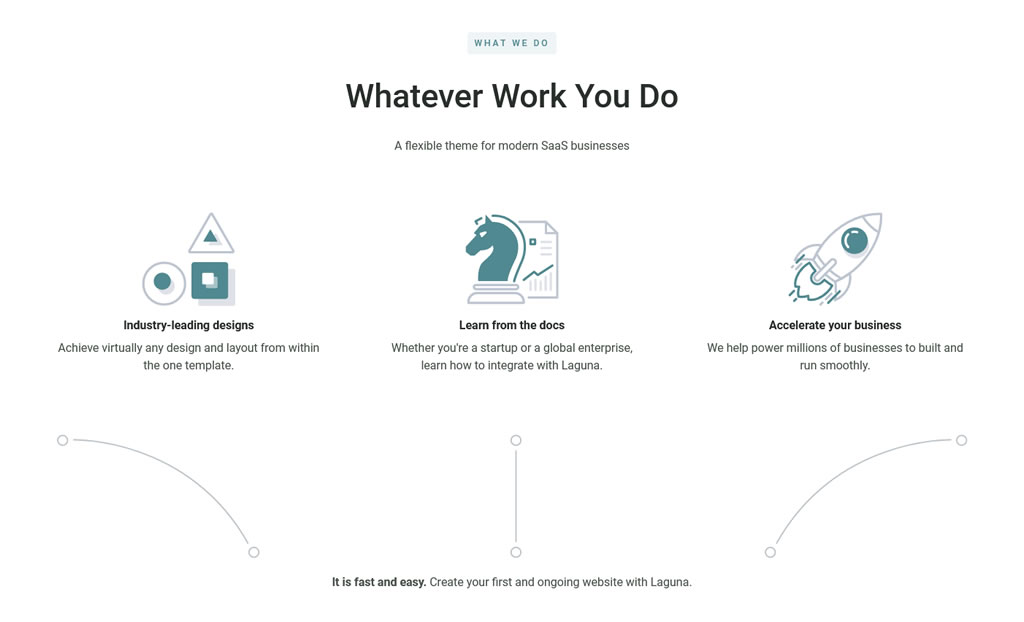 WHAT WE DO
Whatever Work You Do
A flexible theme for modern SaaS businesses
Industry-leading designs
Achieve virtually any design and layout from within
the one template.
Learn from the docs
Whether you're a startup or a global enterprise,
learn how to integrate with Laguna.
Accelerate your business
We help power millions of businesses to built and
run smoothly.
It is fast and easy. Create your first and ongoing website with Laguna.